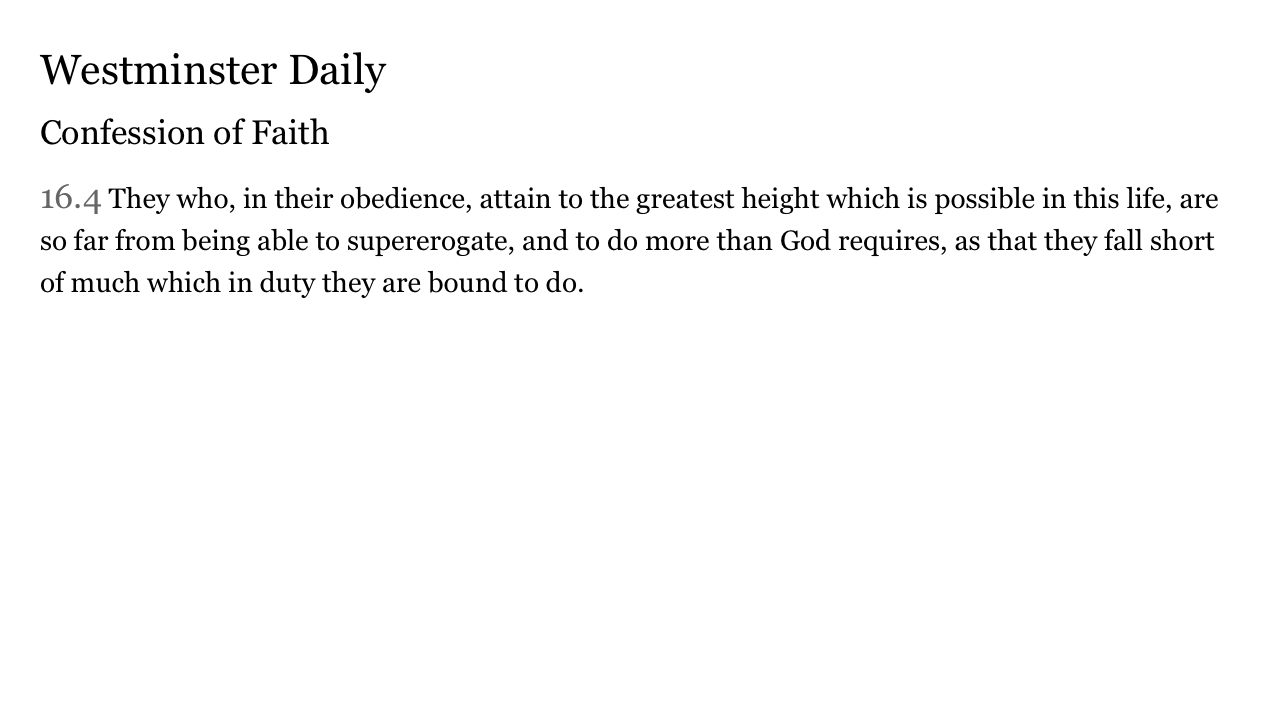 Westminster Daily
Confession of Faith
16.4 They who, in their obedience, attain to the greatest height which is possible in this life, are
so far from being able to supererogate, and to do more than God requires, as that they fall short
of much which in duty they are bound to do.